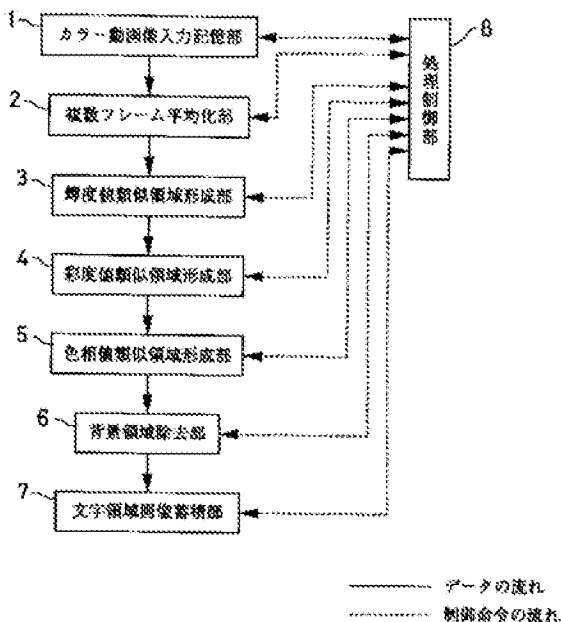 1 カラー動画像入力記憶部
8 処理制御部
2 複数フレーム平均化部
3 輝度値類似領域形成部
4 彩度値類似領域形成部
5 色相値類似領域形成部
6 背景領域除去部
7 文字領域画像蓄積部
データの流れ
制御命令の流れ